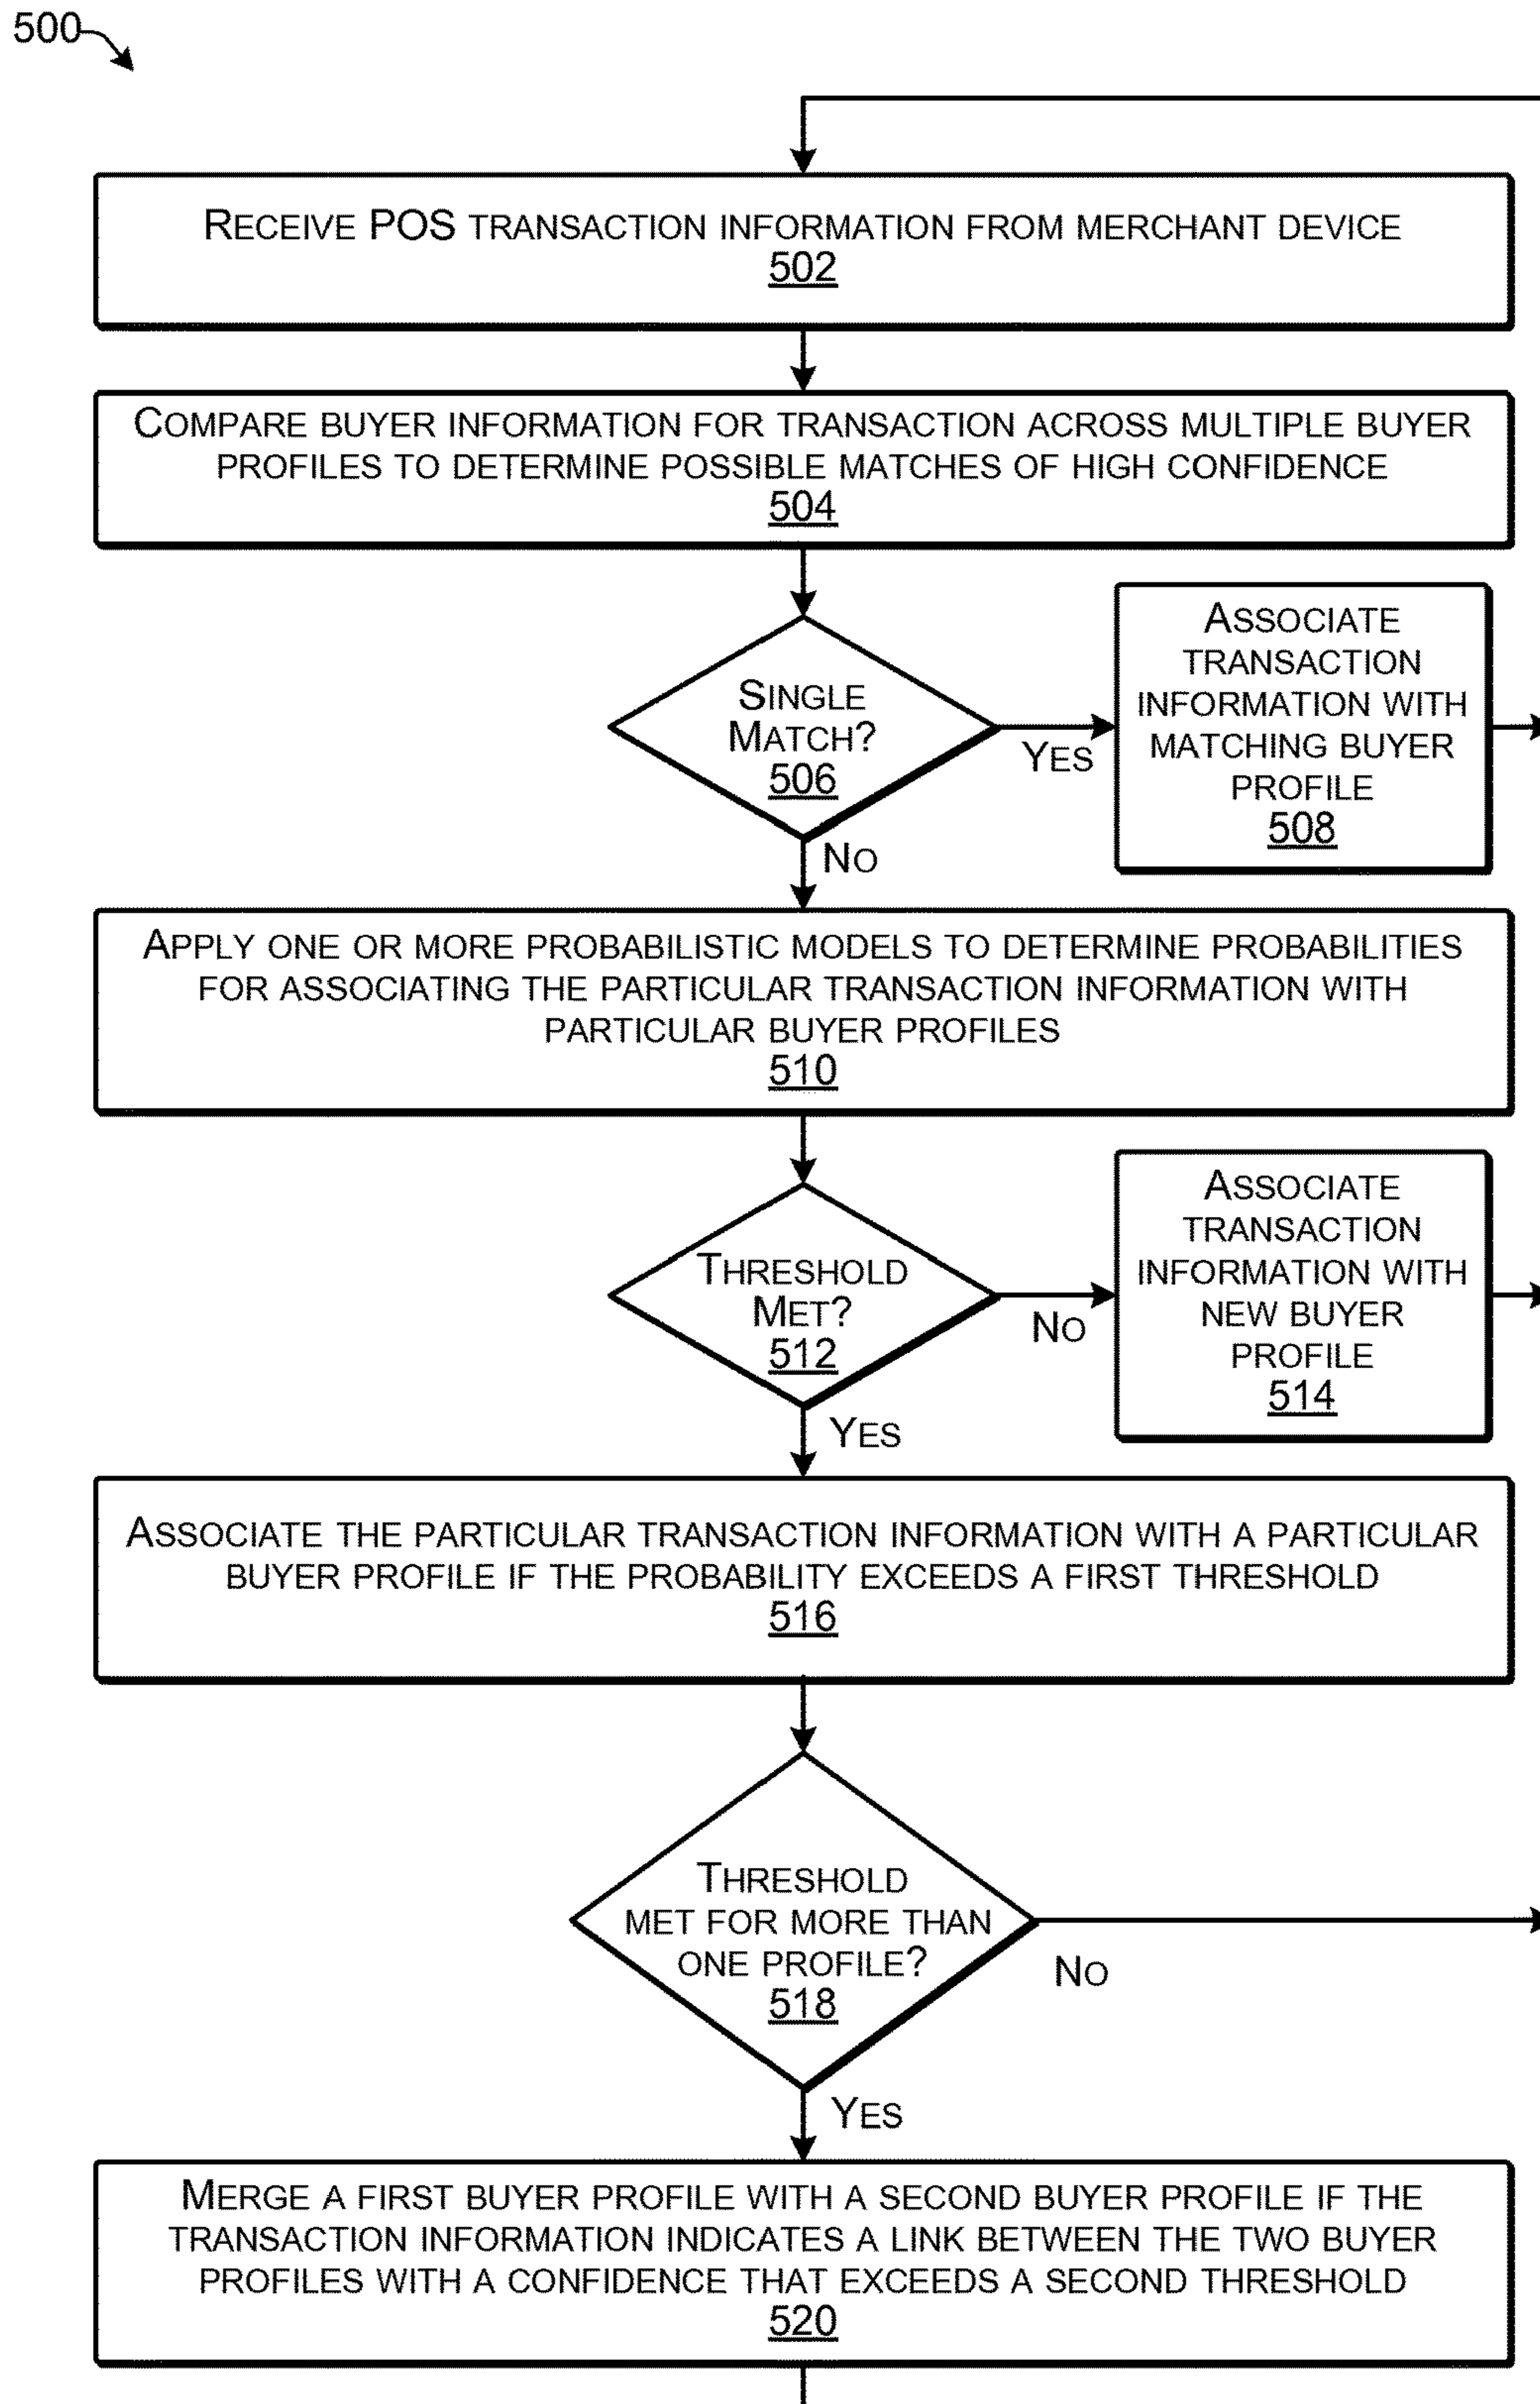 500
RECEIVE POS TRANSACTION INFORMATION FROM MERCHANT DEVICE
502
COMPARE BUYER INFORMATION FOR TRANSACTION ACROSS MULTIPLE BUYER
PROFILES TO DETERMINE POSSIBLE MATCHES OF HIGH CONFIDENCE
504
SINGLE
MATCH?
506
YES
ASSOCIATE
TRANSACTION
INFORMATION WITH
MATCHING BUYER
PROFILE
508
NO
APPLY ONE OR MORE PROBABILISTIC MODELS TO DETERMINE PROBABILITIES
FOR ASSOCIATING THE PARTICULAR TRANSACTION INFORMATION WITH
PARTICULAR BUYER PROFILES
510
THRESHOLD
MET?
512
NO
ASSOCIATE
TRANSACTION
INFORMATION WITH
NEW BUYER
PROFILE
514
YES
ASSOCIATE THE PARTICULAR TRANSACTION INFORMATION WITH A PARTICULAR
BUYER PROFILE IF THE PROBABILITY EXCEEDS A FIRST THRESHOLD
516
THRESHOLD
MET FOR MORE THAN
ONE PROFILE?
518
NO
YES
MERGE A FIRST BUYER PROFILE WITH A SECOND BUYER PROFILE IF THE
TRANSACTION INFORMATION INDICATES A LINK BETWEEN THE TWO BUYER
PROFILES WITH A CONFIDENCE THAT EXCEEDS A SECOND THRESHOLD
520